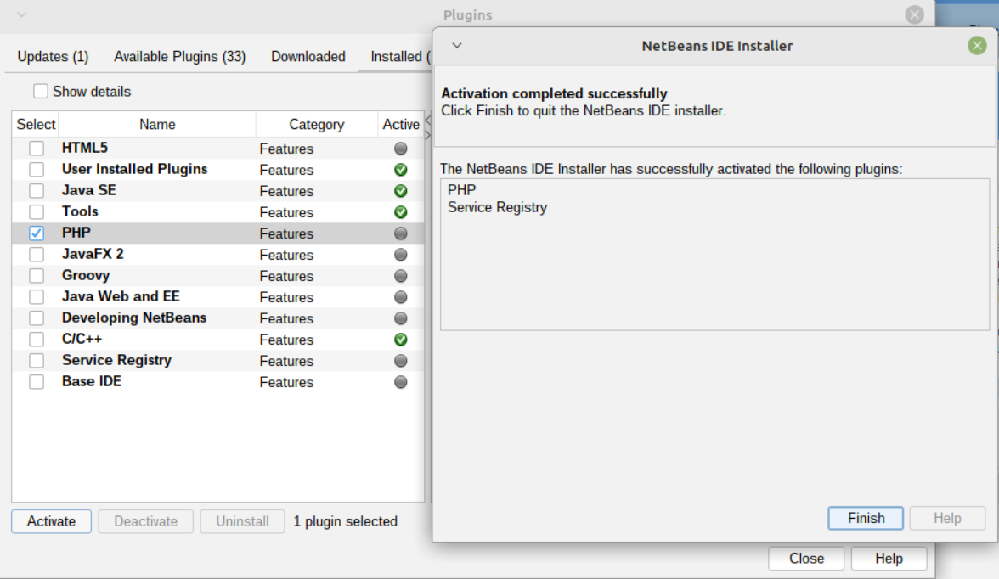 Plugins
Updates (1) Available Plugins (33) Downloaded Installed (
Show details
Select Name Category Active
HTML5 Features
User Installed Plugins Features
Java SE Features
Tools Features
PHP Features
JavaFX 2 Features
Groovy Features
Java Web and EE Features
Developing NetBeans Features
C/C++ Features
Service Registry Features
Base IDE Features
Activate Deactivate Uninstall 1 plugin selected
NetBeans IDE Installer
Activation completed successfully
Click Finish to quit the NetBeans IDE installer.
The NetBeans IDE Installer has successfully activated the following plugins:
PHP
Service Registry
Finish Help
Close Help